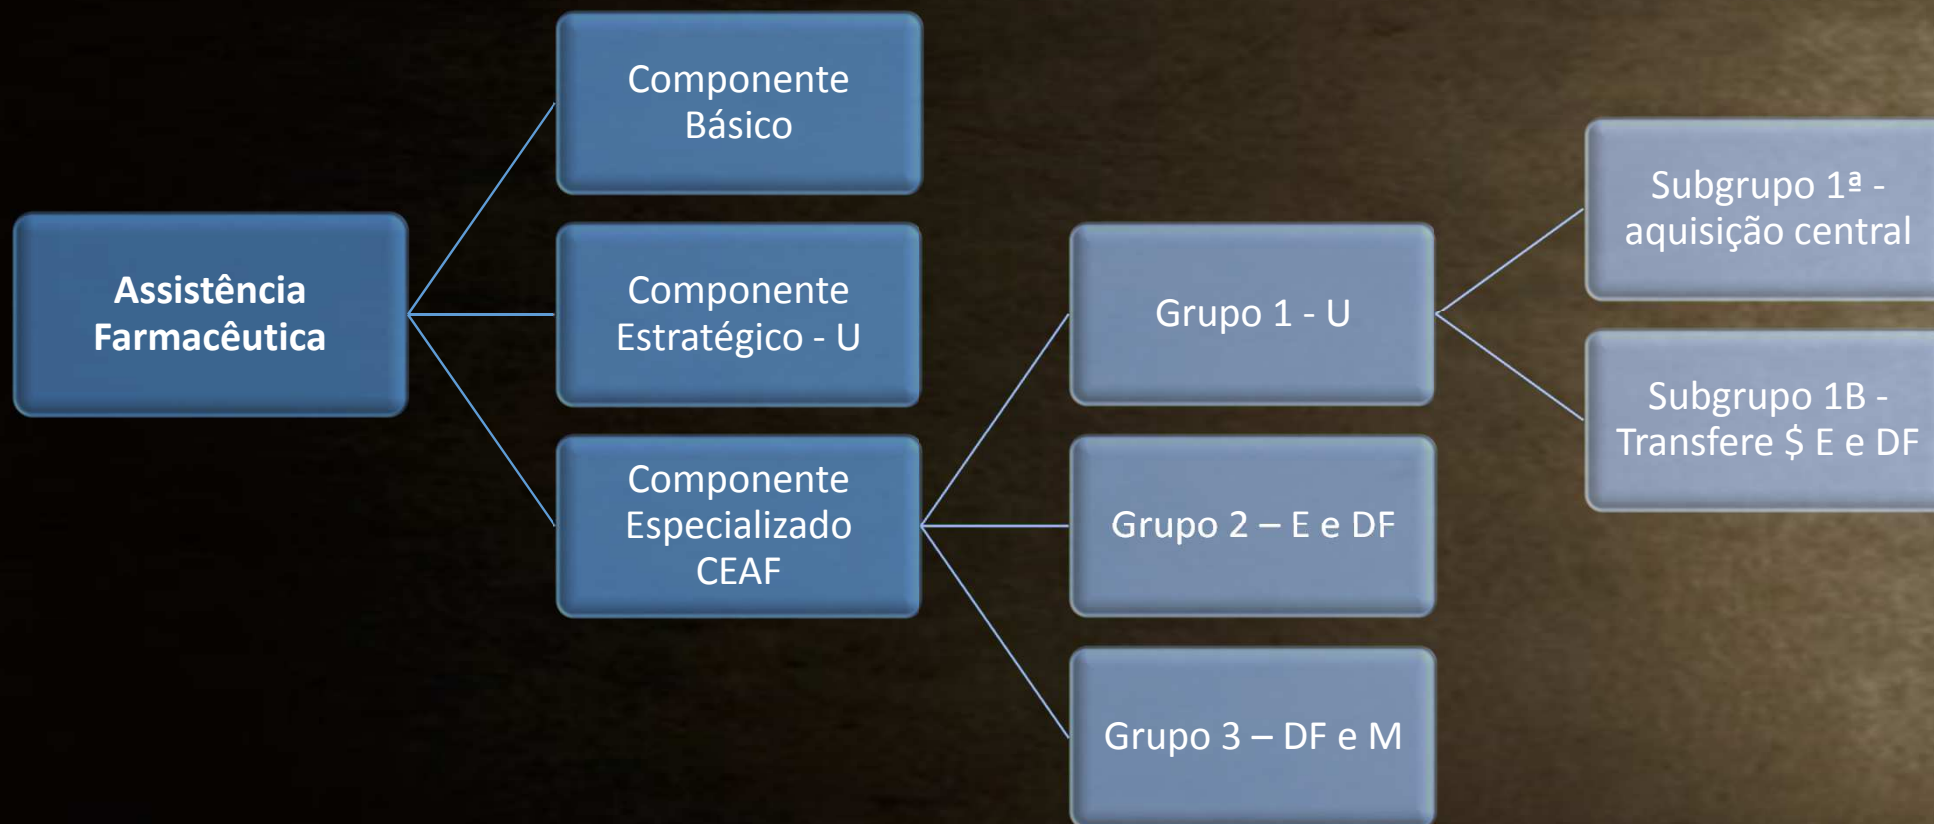 Assistência
Farmacêutica
Componente
Básico
Componente
Estratégico - U
Componente
Especializado
CEAF
Grupo 1 - U
Grupo 2 – E e DF
Grupo 3 – DF e M
Subgrupo 1ª -
aquisição central
Subgrupo 1B -
Transfere $ E e DF